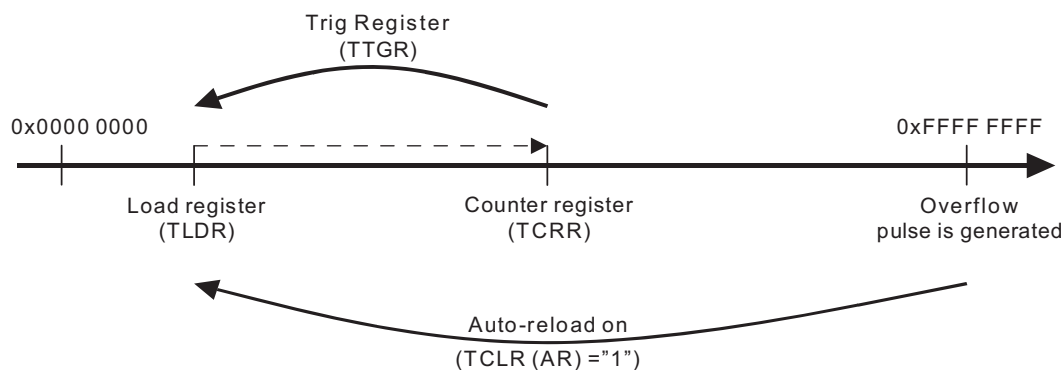 Trig Register
(TTGR)
0x0000 0000
0xFFFF FFFF
Load register
(TLDR)
Counter register
(TCRR)
Overflow
pulse is generated
Auto-reload on
(TCLR (AR) =”1”)